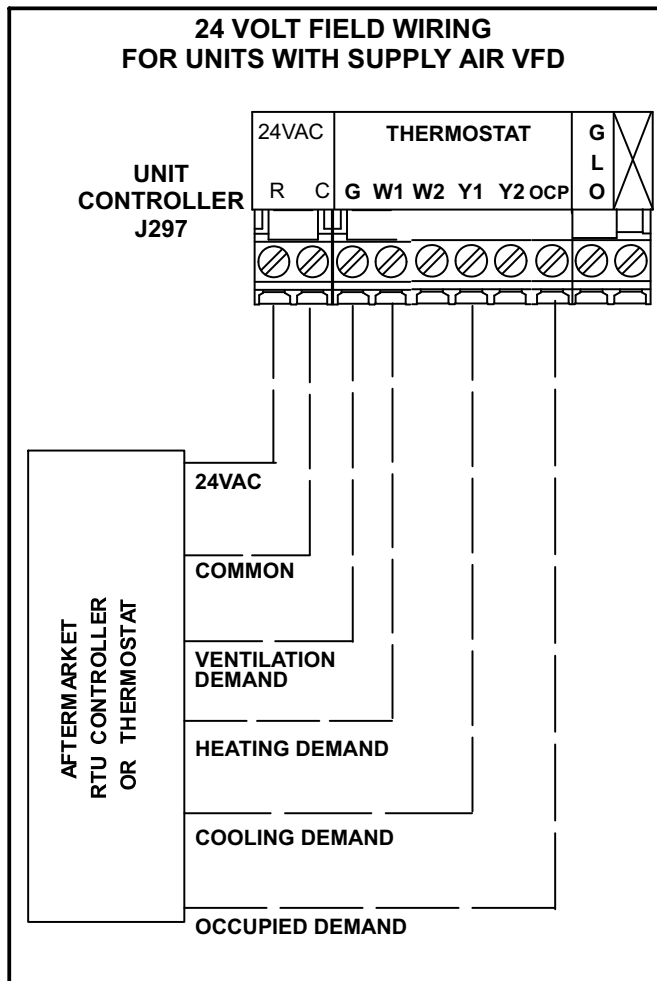 24 VOLT FIELD WIRING
FOR UNITS WITH SUPPLY AIR VFD
24VAC
THERMOSTAT
G
L
O
UNIT
CONTROLLER
J297
R C G W1 W2 Y1 Y2 OCP
24VAC
COMMON
VENTILATION
DEMAND
HEATING DEMAND
COOLING DEMAND
OCCUPIED DEMAND
AFTERMARKET
RTU CONTROLLER
OR THERMOSTAT